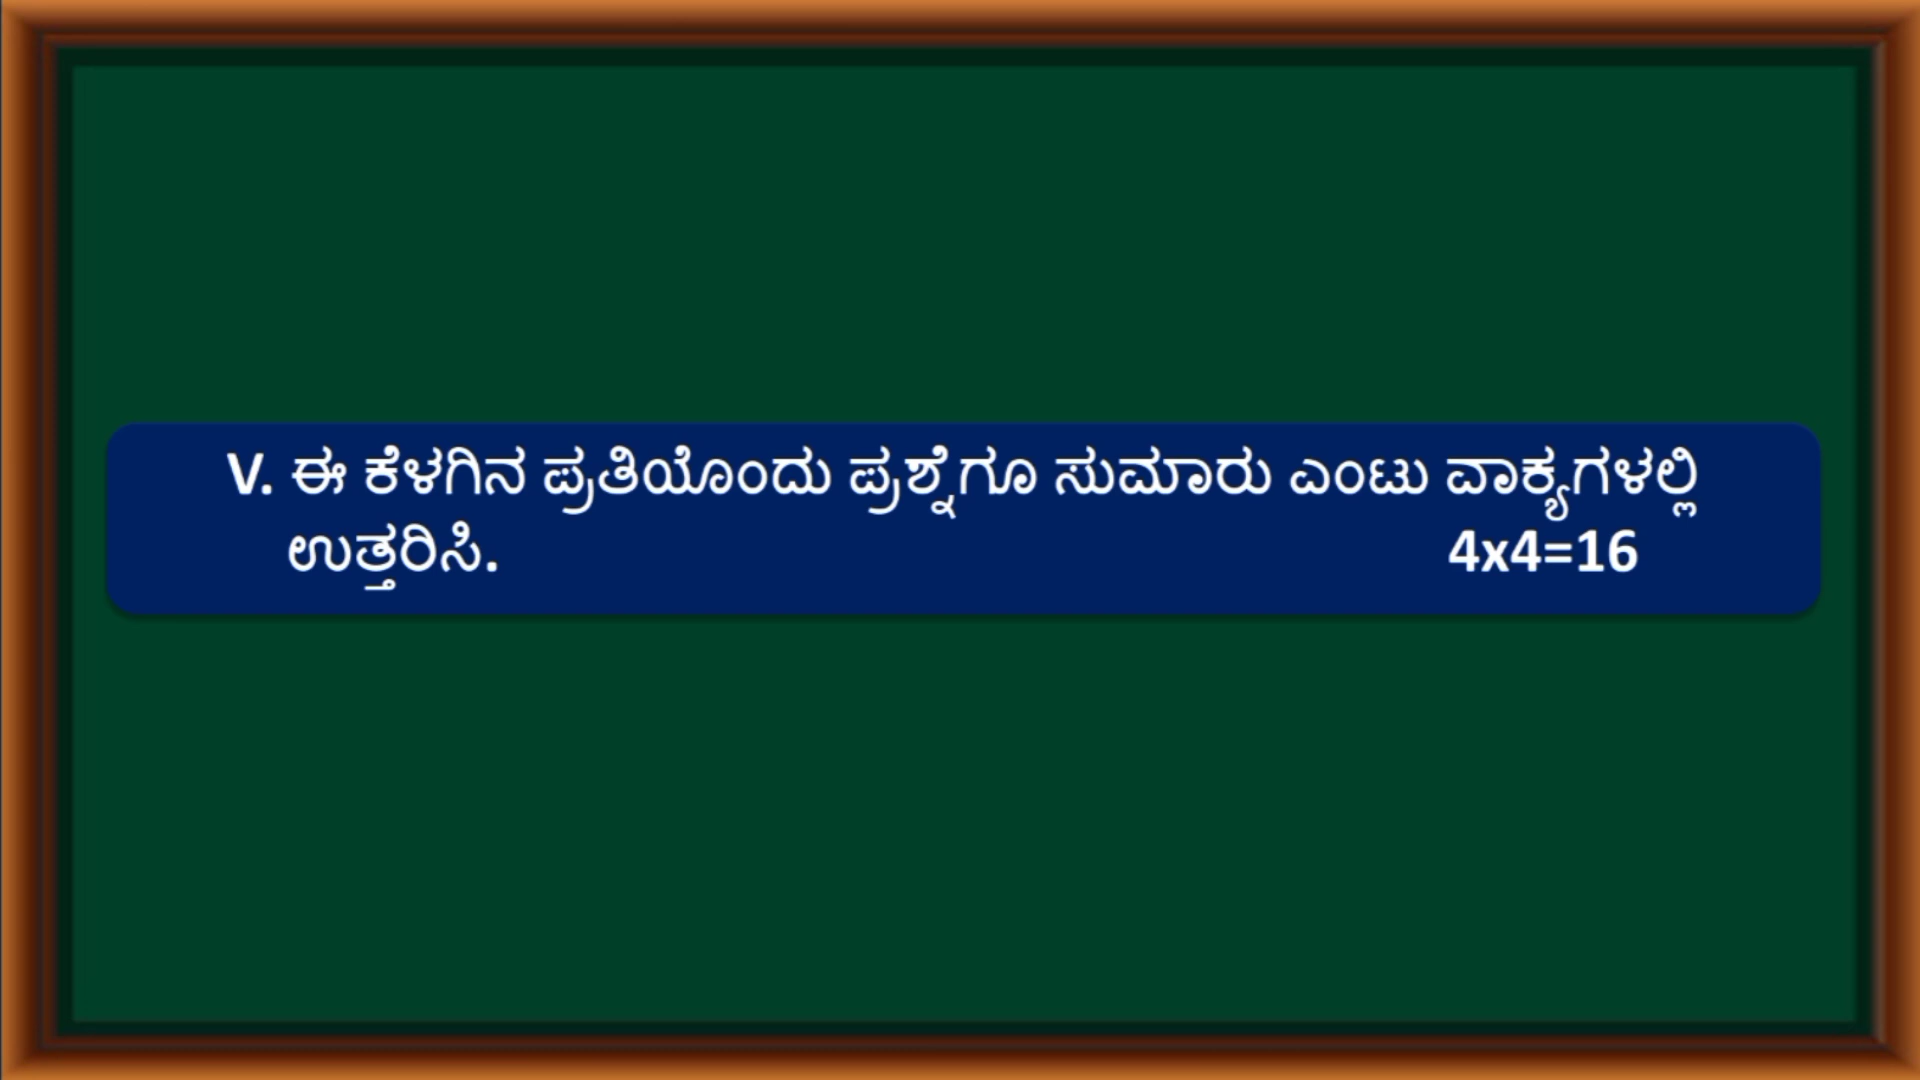 V. ಈ ಕೆಳಗಿನ ಪ್ರತಿಯೊಂದು ಪ್ರಶ್ನೆಗೂ ಸುಮಾರು ಎಂಟು ವಾಕ್ಯಗಳಲ್ಲಿ
ಉತ್ತರಿಸಿ. 4x4=16